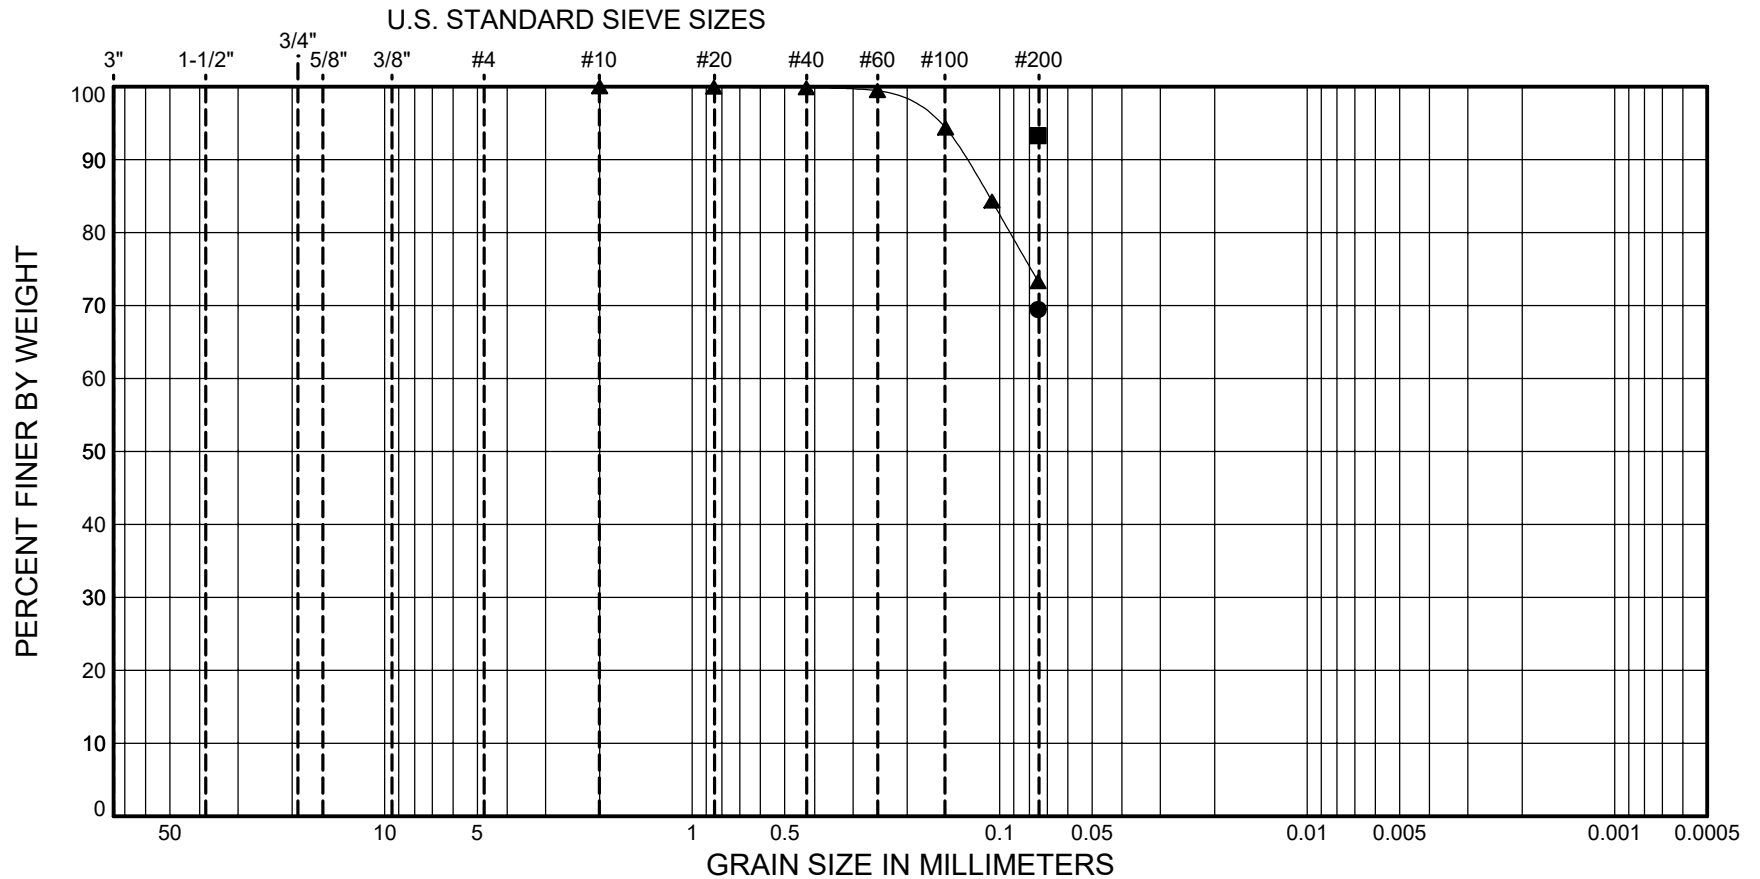 U.S. STANDARD SIEVE SIZES
3" 1-1/2" 3/4" 5/8" 3/8" #4 #10 #20 #40 #60 #100 #200
100
90
80
70
60
50
40
30
20
10
0
PERCENT FINER BY WEIGHT
50 10 5 1 0.5 0.1 0.05 0.01 0.005 0.001 0.0005
GRAIN SIZE IN MILLIMETERS